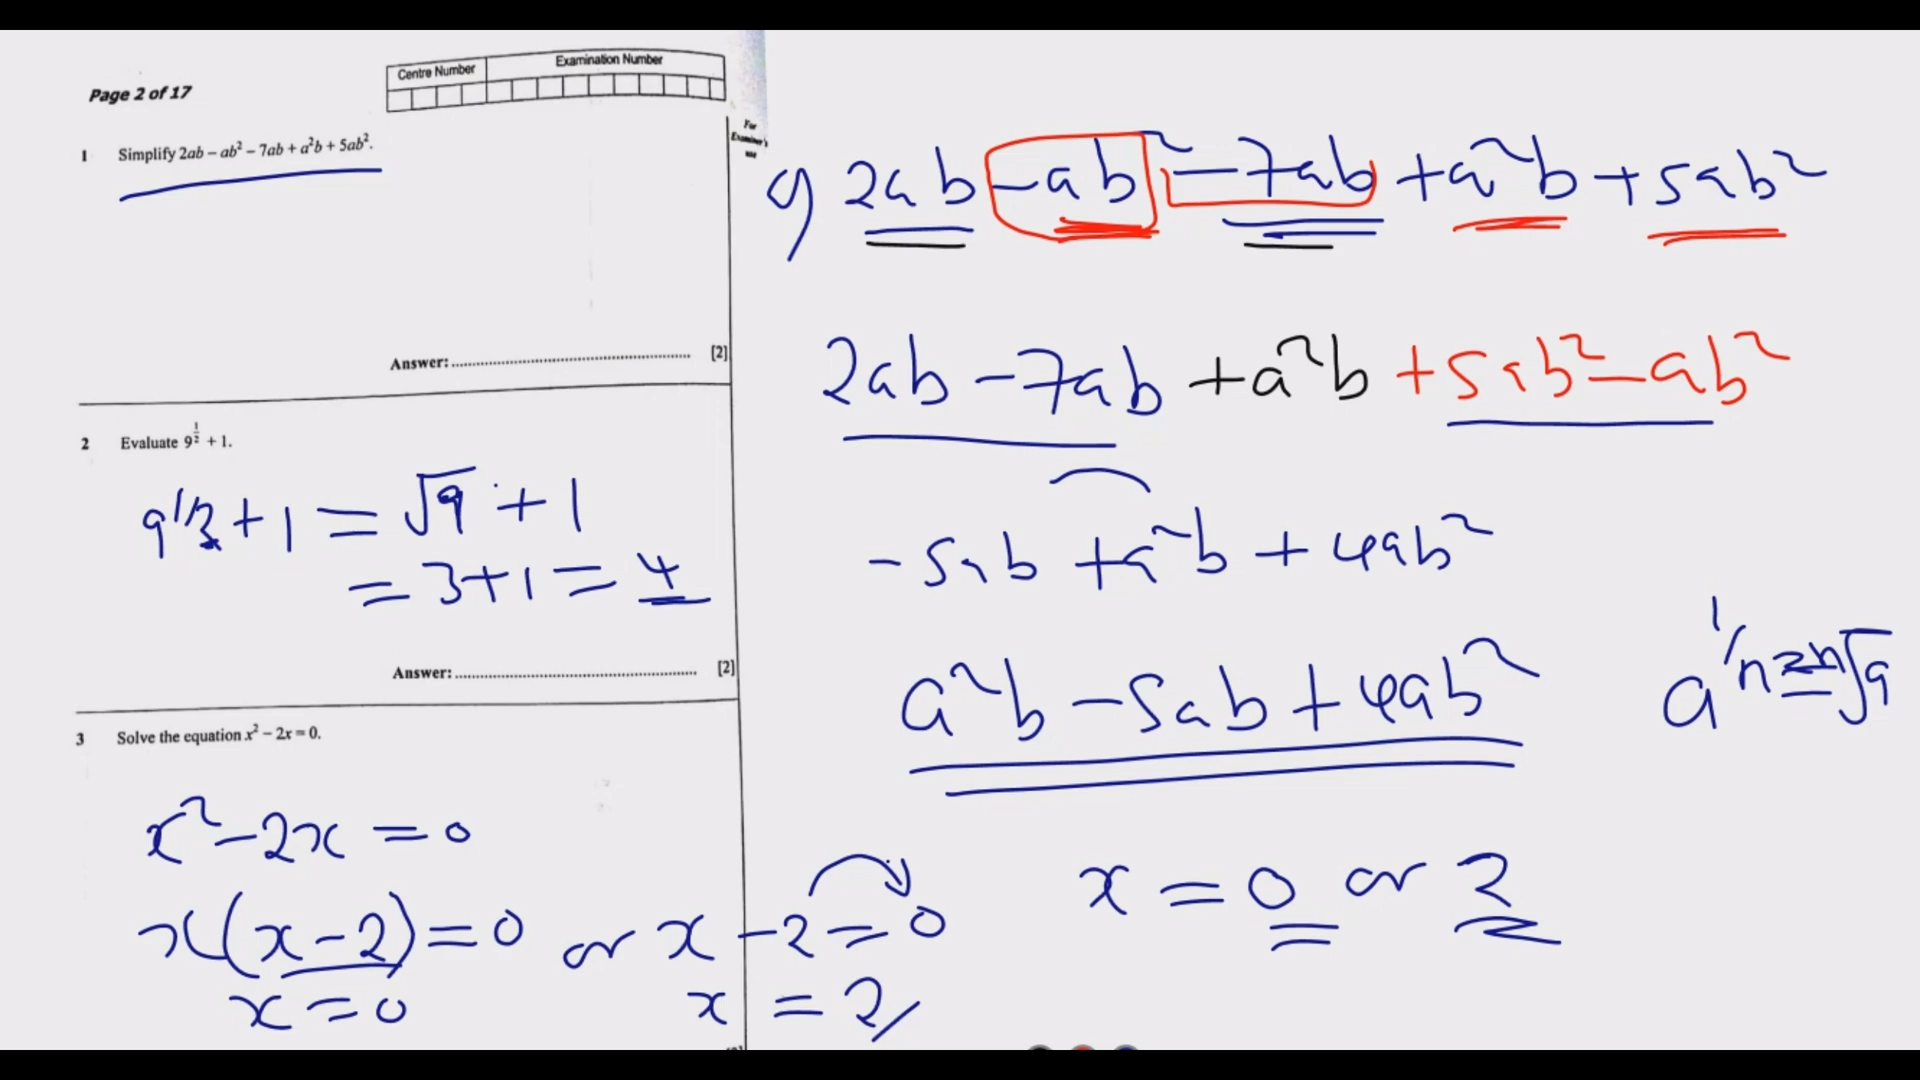 Page 2 of 17
Centre Number
Examination Number
For
Examiner's
use
1 Simplify 2ab – ab² – 7ab + a²b + 5ab².
Answer: ........................................ [2]
2 Evaluate 9^½ + 1.
9^1/2 + 1 = √9 + 1
= 3+1 = 4
Answer: ........................................ [2]
3 Solve the equation x² – 2x = 0.
x² – 2x = 0
x(x – 2) = 0 or x – 2 = 0
x = 0 x = 2
2ab – ab² – 7ab + a²b + 5ab²
2ab – 7ab + a²b + 5ab² – ab²
– 5ab + a²b + 4ab²
a²b – 5ab + 4ab²
a^1/n = n√a
x = 0 or 2